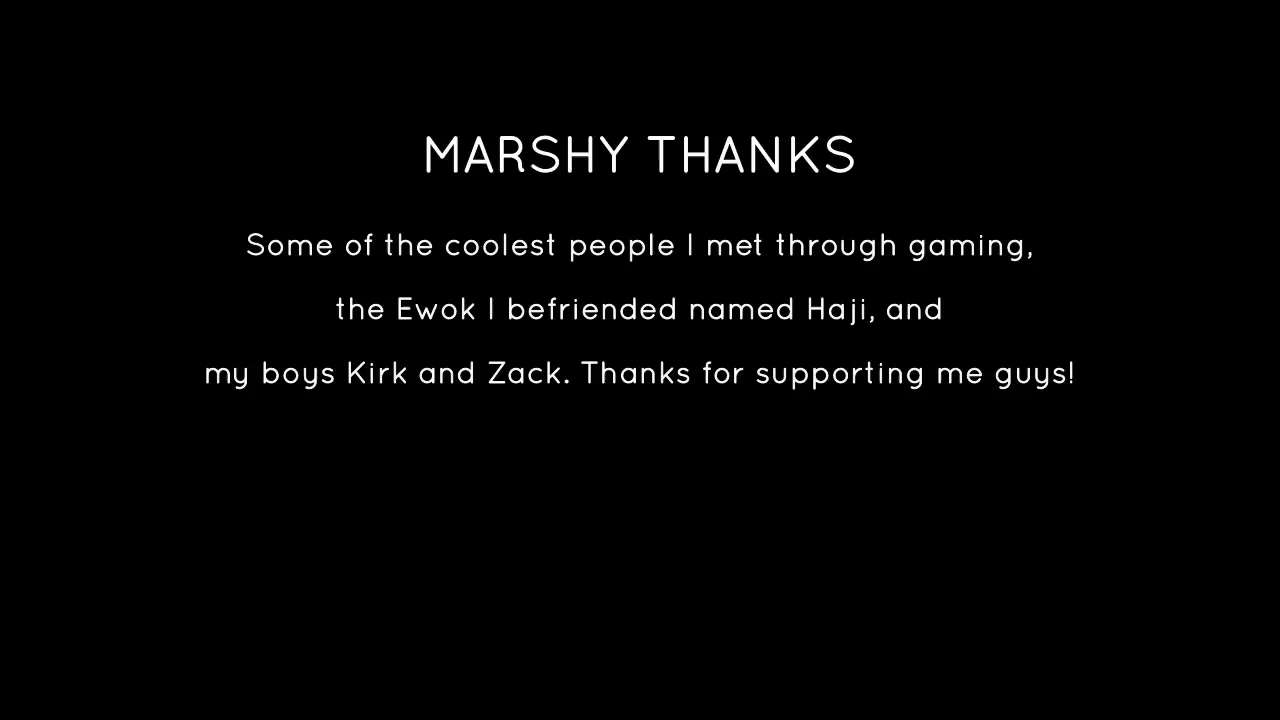 MARSHY THANKS
Some of the coolest people I met through gaming,
the Ewok I befriended named Haji, and
my boys Kirk and Zack. Thanks for supporting me guys!